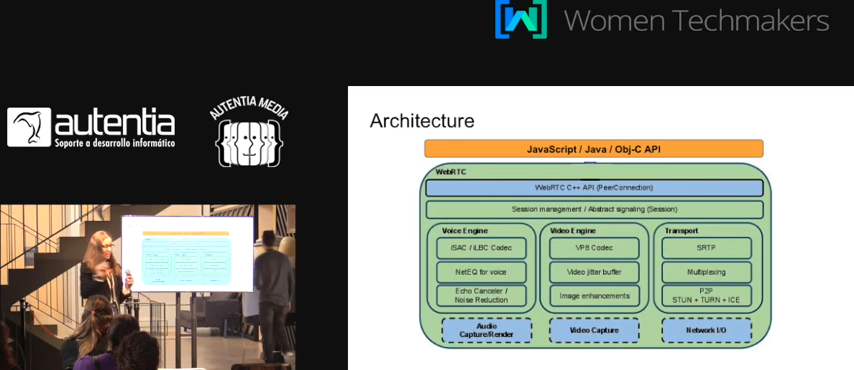 Women Techmakers
autentia
Soporte a desarrollo informático
AUTENTIA MEDIA
Architecture
JavaScript / Java / Obj-C API
WebRTC
WebRTC C++ API (PeerConnection)
Session management / Abstract signaling (Session)
Voice Engine
iSAC / iLBC Codec
NetEQ for voice
Echo Canceler /
Noise Reduction
Video Engine
VP8 Codec
Video jitter buffer
Image enhancements
Transport
SRTP
Multiplexing
P2P
STUN + TURN + ICE
Audio
Capture/Render
Video Capture
Network I/O